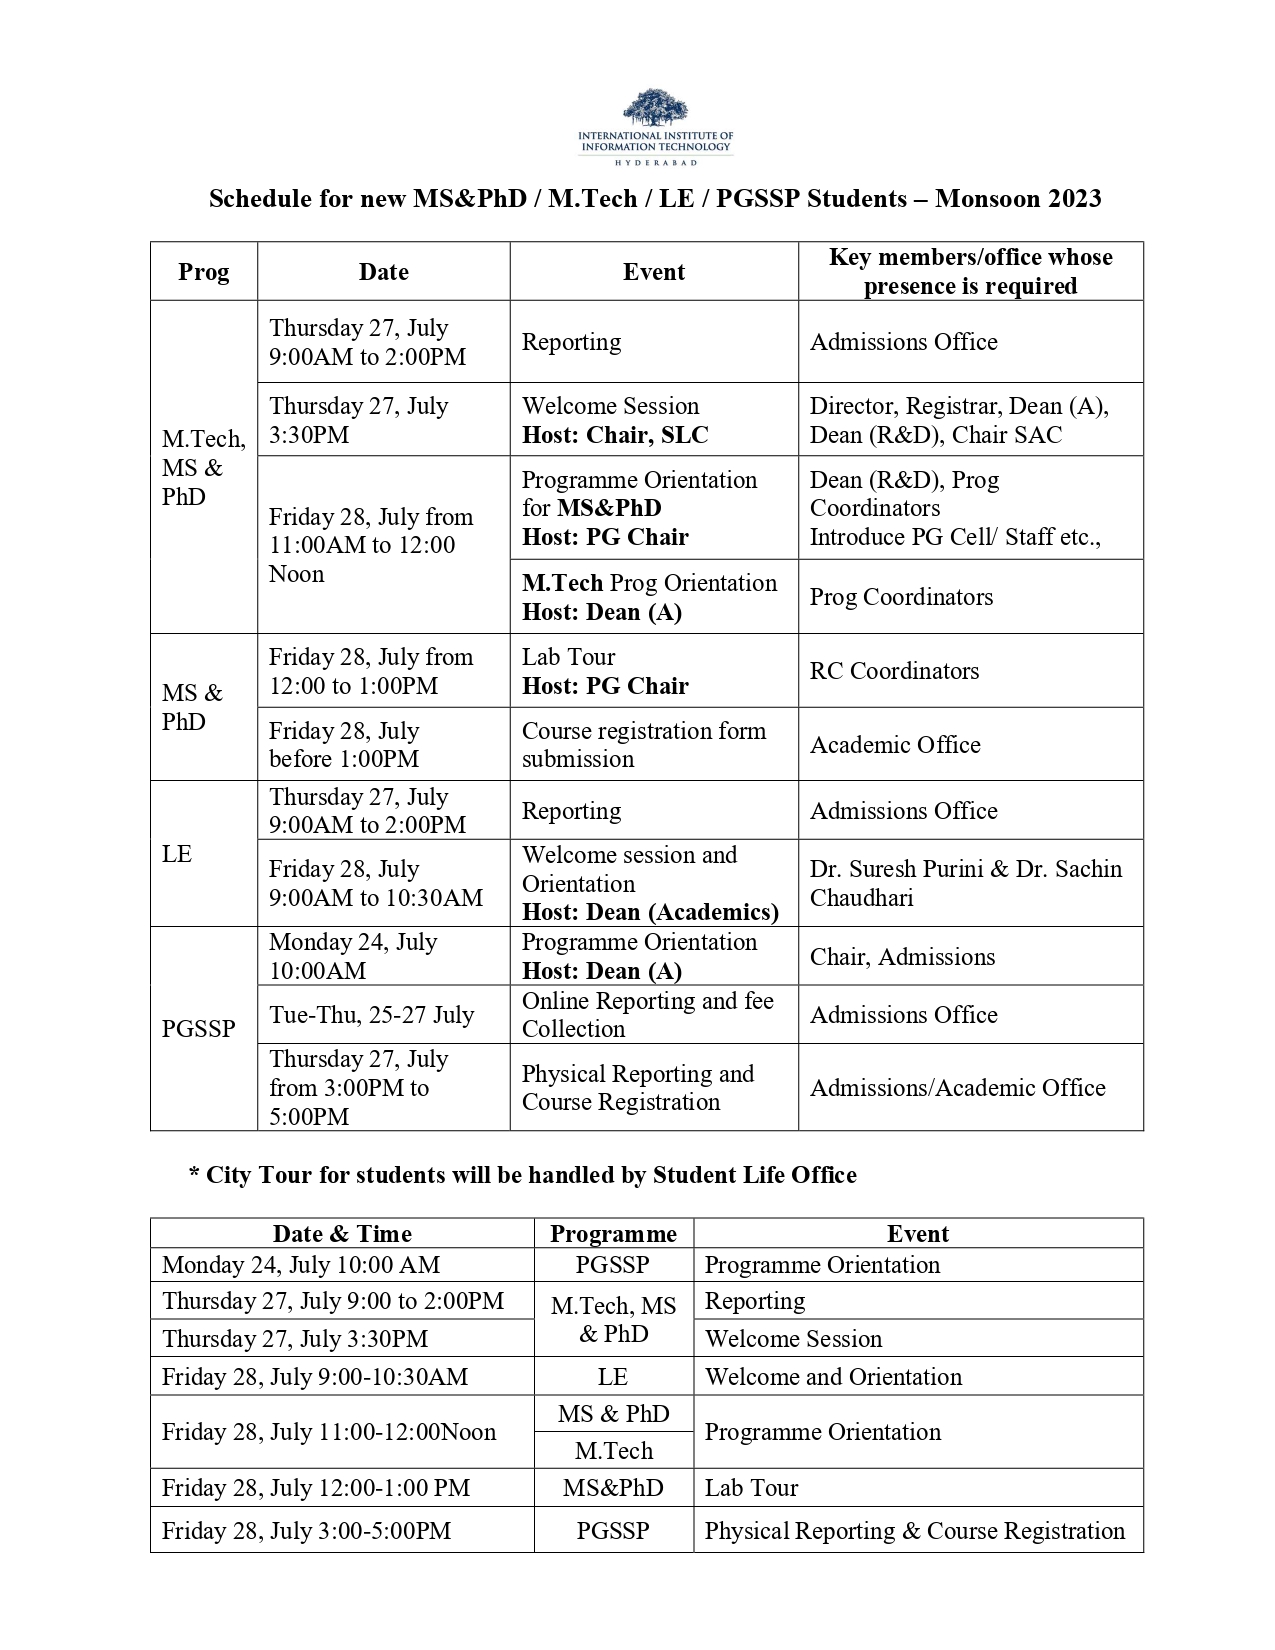 INTERNATIONAL INSTITUTE OF
INFORMATION TECHNOLOGY
HYDERABAD
Schedule for new MS&PhD / M.Tech / LE / PGSSP Students – Monsoon 2023
Prog
Date
Event
Key members/office whose
presence is required
M.Tech,
MS &
PhD
Thursday 27, July
9:00AM to 2:00PM
Reporting
Admissions Office
Thursday 27, July
3:30PM
Welcome Session
Host: Chair, SLC
Director, Registrar, Dean (A),
Dean (R&D), Chair SAC
Friday 28, July from
11:00AM to 12:00
Noon
Programme Orientation
for MS&PhD
Host: PG Chair
Dean (R&D), Prog
Coordinators
Introduce PG Cell/ Staff etc.,
M.Tech Prog Orientation
Host: Dean (A)
Prog Coordinators
MS &
PhD
Friday 28, July from
12:00 to 1:00PM
Lab Tour
Host: PG Chair
RC Coordinators
Friday 28, July
before 1:00PM
Course registration form
submission
Academic Office
LE
Thursday 27, July
9:00AM to 2:00PM
Reporting
Admissions Office
Friday 28, July
9:00AM to 10:30AM
Welcome session and
Orientation
Host: Dean (Academics)
Dr. Suresh Purini & Dr. Sachin
Chaudhari
PGSSP
Monday 24, July
10:00AM
Programme Orientation
Host: Dean (A)
Chair, Admissions
Tue-Thu, 25-27 July
Online Reporting and fee
Collection
Admissions Office
Thursday 27, July
from 3:00PM to
5:00PM
Physical Reporting and
Course Registration
Admissions/Academic Office
* City Tour for students will be handled by Student Life Office
Date & Time
Programme
Event
Monday 24, July 10:00 AM
PGSSP
Programme Orientation
Thursday 27, July 9:00 to 2:00PM
M.Tech, MS
& PhD
Reporting
Thursday 27, July 3:30PM
Welcome Session
Friday 28, July 9:00-10:30AM
LE
Welcome and Orientation
Friday 28, July 11:00-12:00Noon
MS & PhD
M.Tech
Programme Orientation
Friday 28, July 12:00-1:00 PM
MS&PhD
Lab Tour
Friday 28, July 3:00-5:00PM
PGSSP
Physical Reporting & Course Registration